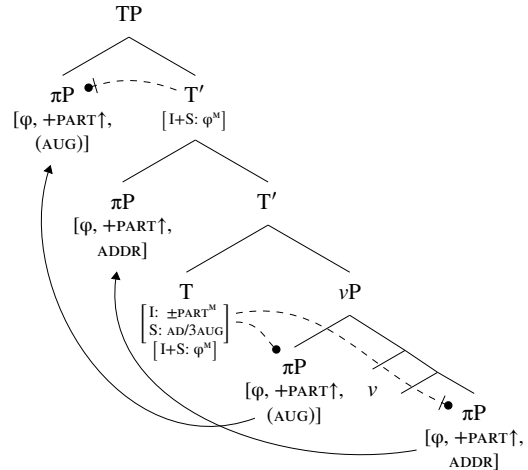 TP
πP T′
[φ, +PART↑, [I+S: φᴹ]
(AUG)]
πP T′
[φ, +PART↑,
ADDR]
T vP
[I: ±PARTᴹ
S: AD/3AUG]
[I+S: φᴹ]
πP v πP
[φ, +PART↑, [φ, +PART↑,
(AUG)] ADDR]